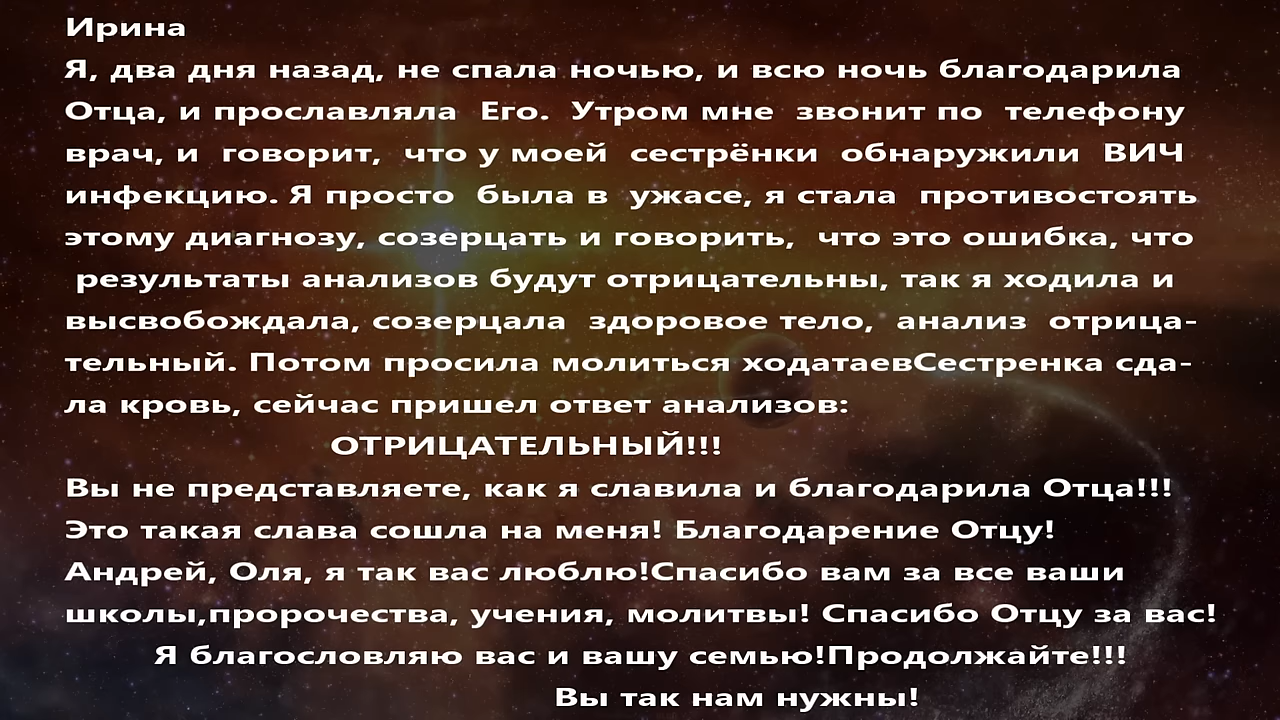 Ирина
Я, два дня назад, не спала ночью, и всю ночь благодарила
Отца, и прославляла Его. Утром мне звонит по телефону
врач, и говорит, что у моей сестрёнки обнаружили ВИЧ
инфекцию. Я просто была в ужасе, я стала противостоять
этому диагнозу, созерцать и говорить, что это ошибка, что
результаты анализов будут отрицательны, так я ходила и
высвобождала, созерцала здоровое тело, анализ отрица-
тельный. Потом просила молиться ходатаевСестренка сда-
ла кровь, сейчас пришел ответ анализов:
ОТРИЦАТЕЛЬНЫЙ!!!
Вы не представляете, как я славила и благодарила Отца!!!
Это такая слава сошла на меня! Благодарение Отцу!
Андрей, Оля, я так вас люблю!Спасибо вам за все ваши
школы,пророчества, учения, молитвы! Спасибо Отцу за вас!
Я благословляю вас и вашу семью!Продолжайте!!!
Вы так нам нужны!